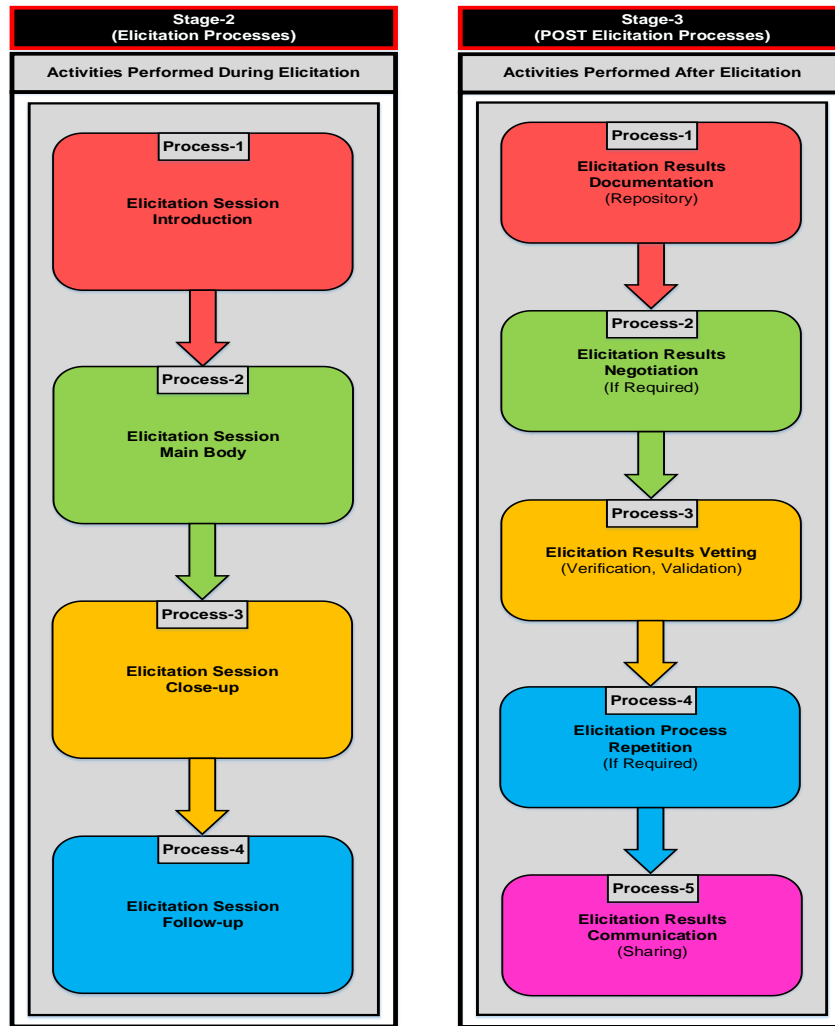 Stage-2
(Elicitation Processes)
Activities Performed During Elicitation
Process-1
Elicitation Session
Introduction
Process-2
Elicitation Session
Main Body
Process-3
Elicitation Session
Close-up
Process-4
Elicitation Session
Follow-up
Stage-3
(POST Elicitation Processes)
Activities Performed After Elicitation
Process-1
Elicitation Results
Documentation
(Repository)
Process-2
Elicitation Results
Negotiation
(If Required)
Process-3
Elicitation Results Vetting
(Verification, Validation)
Process-4
Elicitation Process
Repetition
(If Required)
Process-5
Elicitation Results
Communication
(Sharing)